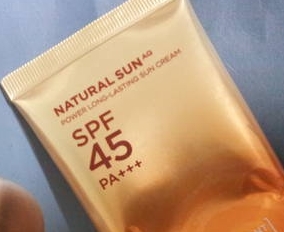 NATURAL SUN AQ
POWER LONG-LASTING SUN CREAM
SPF
45
PA+++